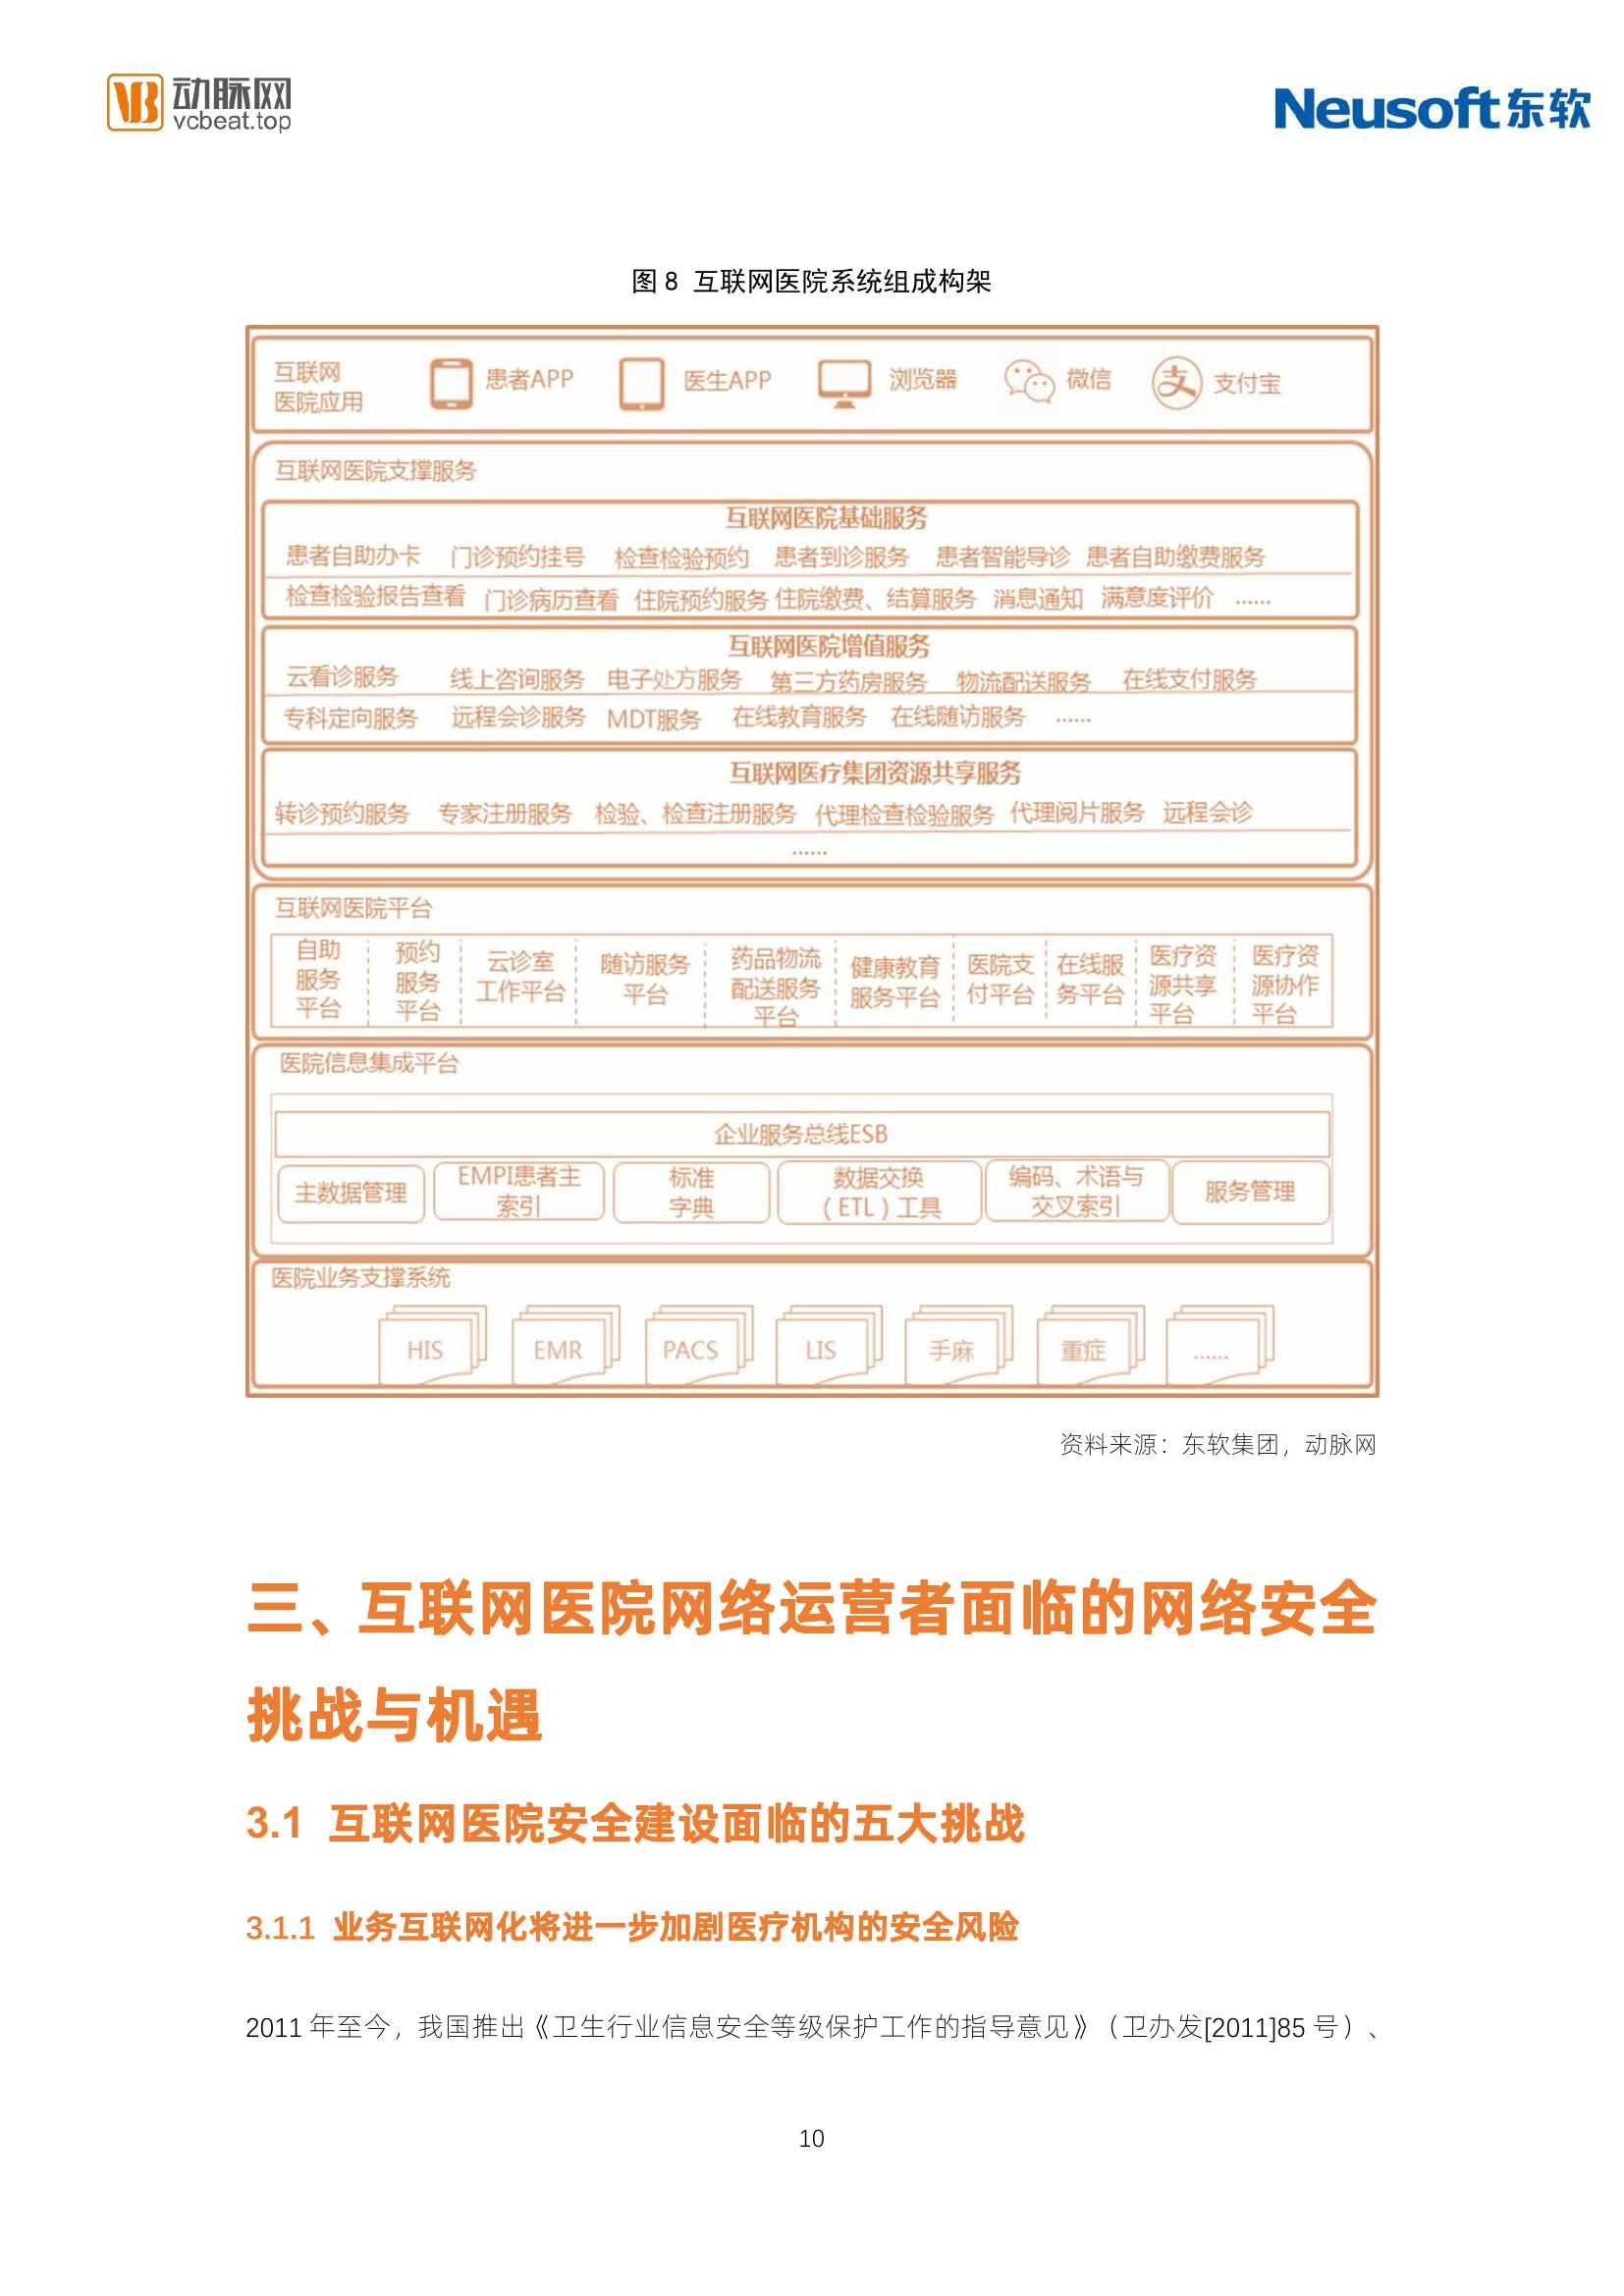 动脉网
vcbeat.top
Neusoft东软
图 8 互联网医院系统组成构架
互联网
医院应用
患者APP
医生APP
浏览器
微信
支付宝
互联网医院支撑服务
互联网医院基础服务
患者自助办卡 门诊预约挂号 检查检验预约 患者到诊服务 患者智能导诊 患者自助缴费服务
检查检验报告查看 门诊病历查看 住院预约服务 住院缴费、结算服务 消息通知 满意度评价 ......
互联网医院增值服务
云看诊服务 线上咨询服务 电子处方服务 第三方药房服务 物流配送服务 在线支付服务
专科定向服务 远程会诊服务 MDT服务 在线教育服务 在线随访服务 ......
互联网医疗集团资源共享服务
转诊预约服务 专家注册服务 检验、检查注册服务 代理检查检验服务 代理阅片服务 远程会诊
......
互联网医院平台
自助
服务
平台
预约
服务
平台
云诊室
工作平台
随访服务
平台
药品物流
配送服务
平台
健康教育
服务平台
医院支
付平台
在线服
务平台
医疗资
源共享
平台
医疗资
源协作
平台
医院信息集成平台
企业服务总线ESB
主数据管理
EMPI患者主
索引
标准
字典
数据交换
（ETL）工具
编码、术语与
交叉索引
服务管理
医院业务支撑系统
HIS
EMR
PACS
LIS
手麻
重症
......
资料来源：东软集团，动脉网
三、互联网医院网络运营者面临的网络安全
挑战与机遇
3.1 互联网医院安全建设面临的五大挑战
3.1.1 业务互联网化将进一步加剧医疗机构的安全风险
2011 年至今，我国推出《卫生行业信息安全等级保护工作的指导意见》（卫办发[2011]85 号）、
10